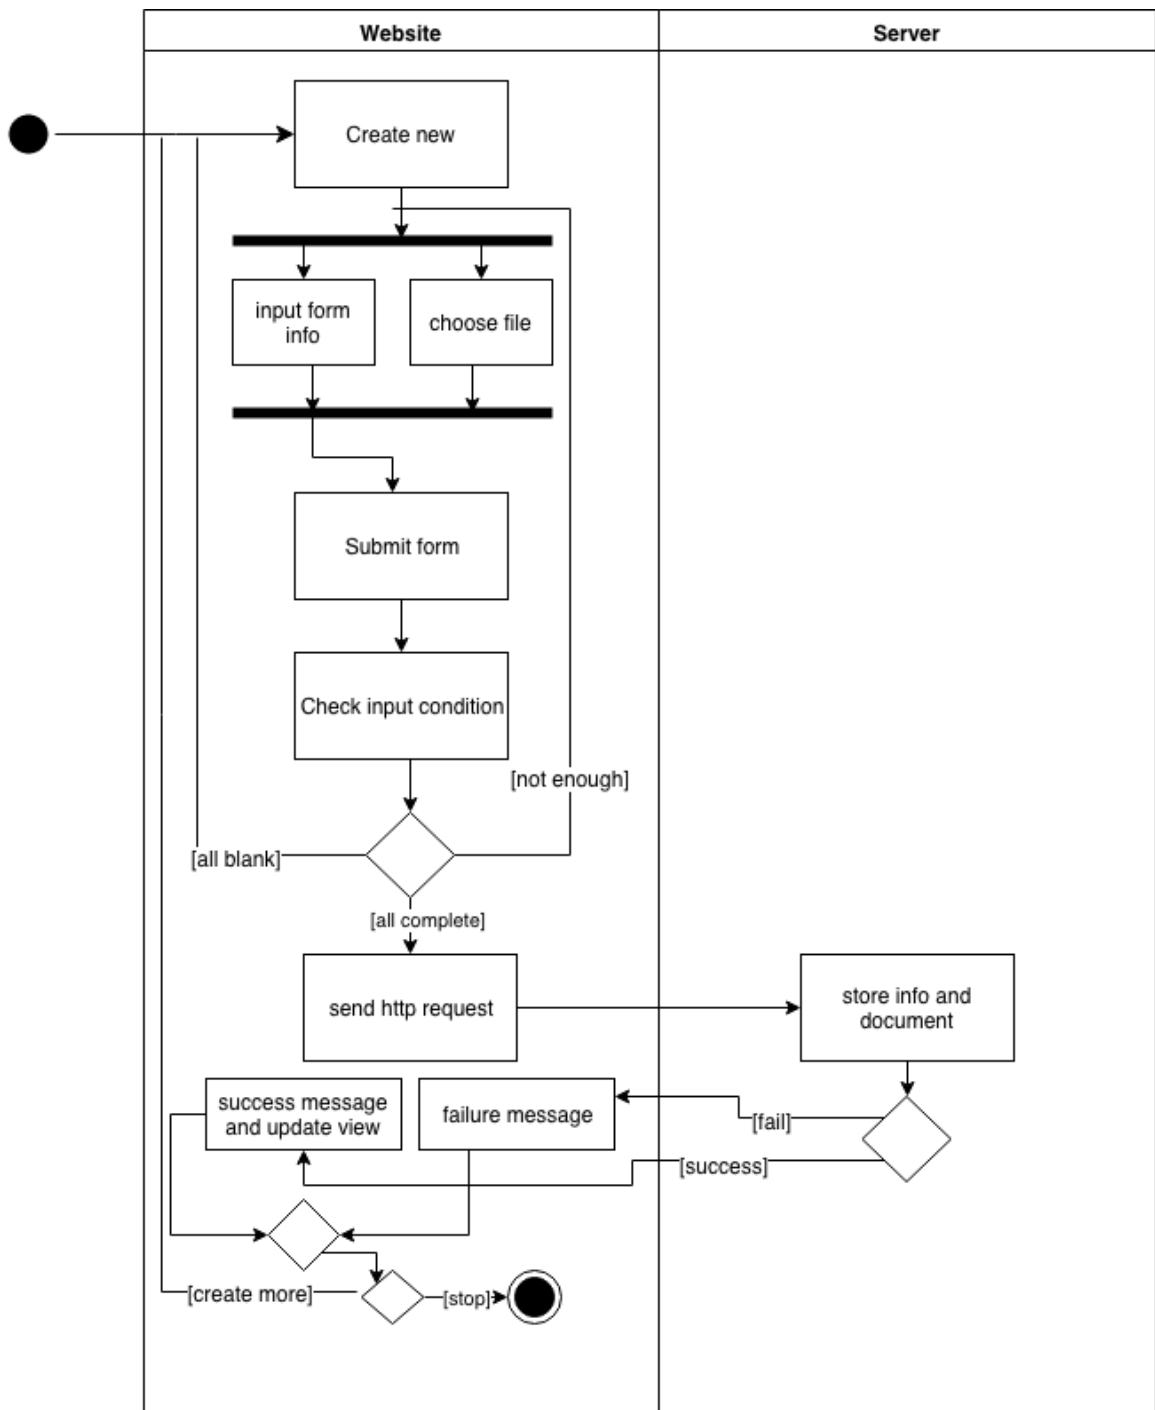 Website
Server
Create new
input form
info
choose file
Submit form
Check input condition
[not enough]
[all blank]
[all complete]
send http request
store info and
document
success message
and update view
failure message
[fail]
[success]
[create more]
[stop]